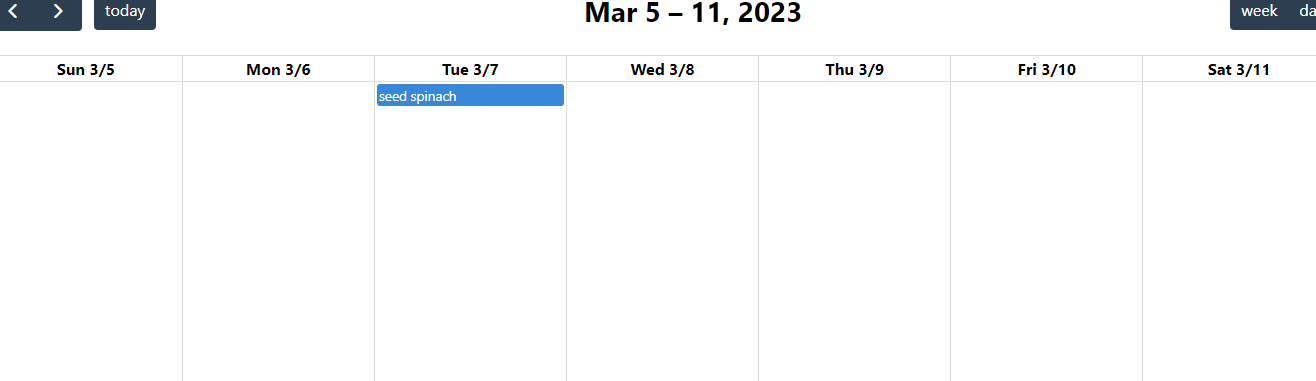 today
Mar 5 – 11, 2023
week
Sun 3/5
Mon 3/6
Tue 3/7
Wed 3/8
Thu 3/9
Fri 3/10
Sat 3/11
seed spinach